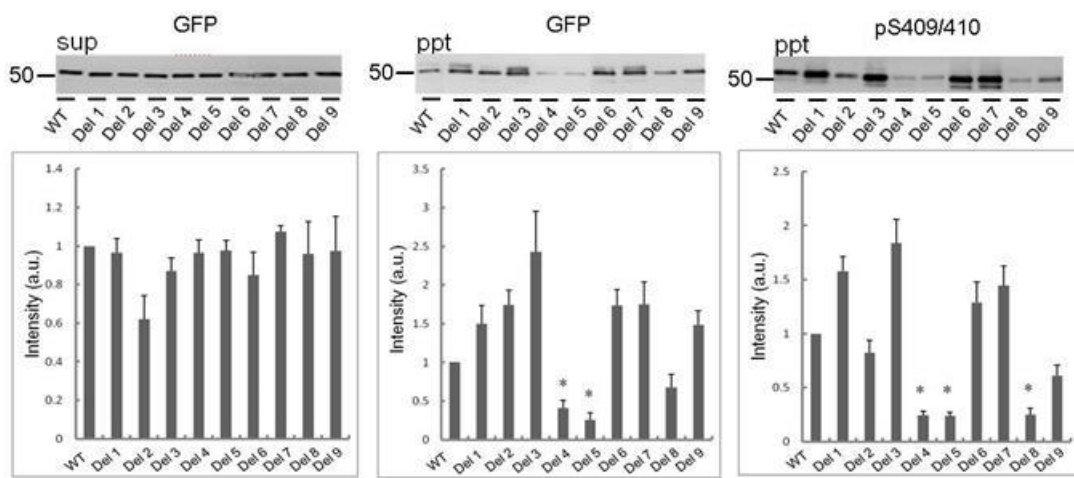 GFP
sup
50
WT Del 1 Del 2 Del 3 Del 4 Del 5 Del 6 Del 7 Del 8 Del 9
1.4
1.2
1
0.8
0.6
0.4
0.2
0
Intensity (a.u.)
WT Del 1 Del 2 Del 3 Del 4 Del 5 Del 6 Del 7 Del 8 Del 9
GFP
ppt
50
WT Del 1 Del 2 Del 3 Del 4 Del 5 Del 6 Del 7 Del 8 Del 9
3.5
3
2.5
2
1.5
1
0.5
0
Intensity (a.u.)
* *
WT Del 1 Del 2 Del 3 Del 4 Del 5 Del 6 Del 7 Del 8 Del 9
pS409/410
ppt
50
WT Del 1 Del 2 Del 3 Del 4 Del 5 Del 6 Del 7 Del 8 Del 9
2.5
2
1.5
1
0.5
0
Intensity (a.u.)
* * *
WT Del 1 Del 2 Del 3 Del 4 Del 5 Del 6 Del 7 Del 8 Del 9